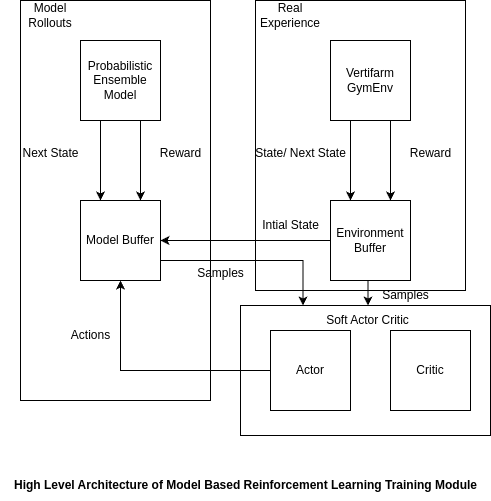 Model
Rollouts
Real
Experience
Probabilistic
Ensemble
Model
Vertifarm
GymEnv
Next State
Reward
State/ Next State
Reward
Model Buffer
Intial State
Environment
Buffer
Samples
Samples
Soft Actor Critic
Actions
Actor
Critic
High Level Architecture of Model Based Reinforcement Learning Training Module